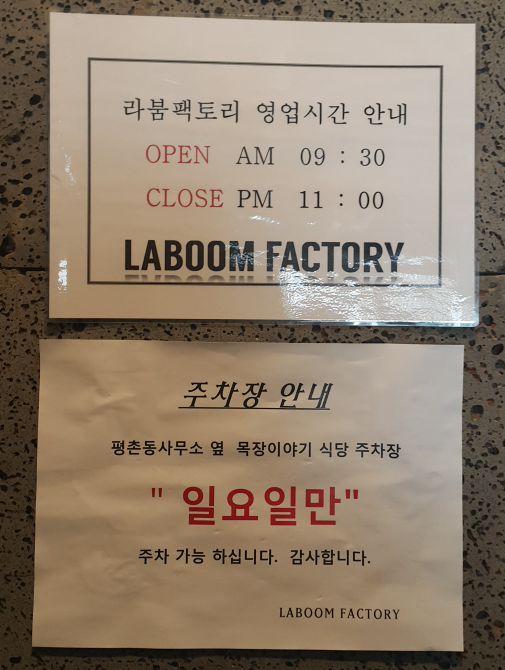 라붐팩토리 영업시간 안내
OPEN AM 09 : 30
CLOSE PM 11 : 00
LABOOM FACTORY
주차장 안내
평촌동사무소 옆 목장이야기 식당 주차장
" 일요일만"
주차 가능 하십니다. 감사합니다.
LABOOM FACTORY